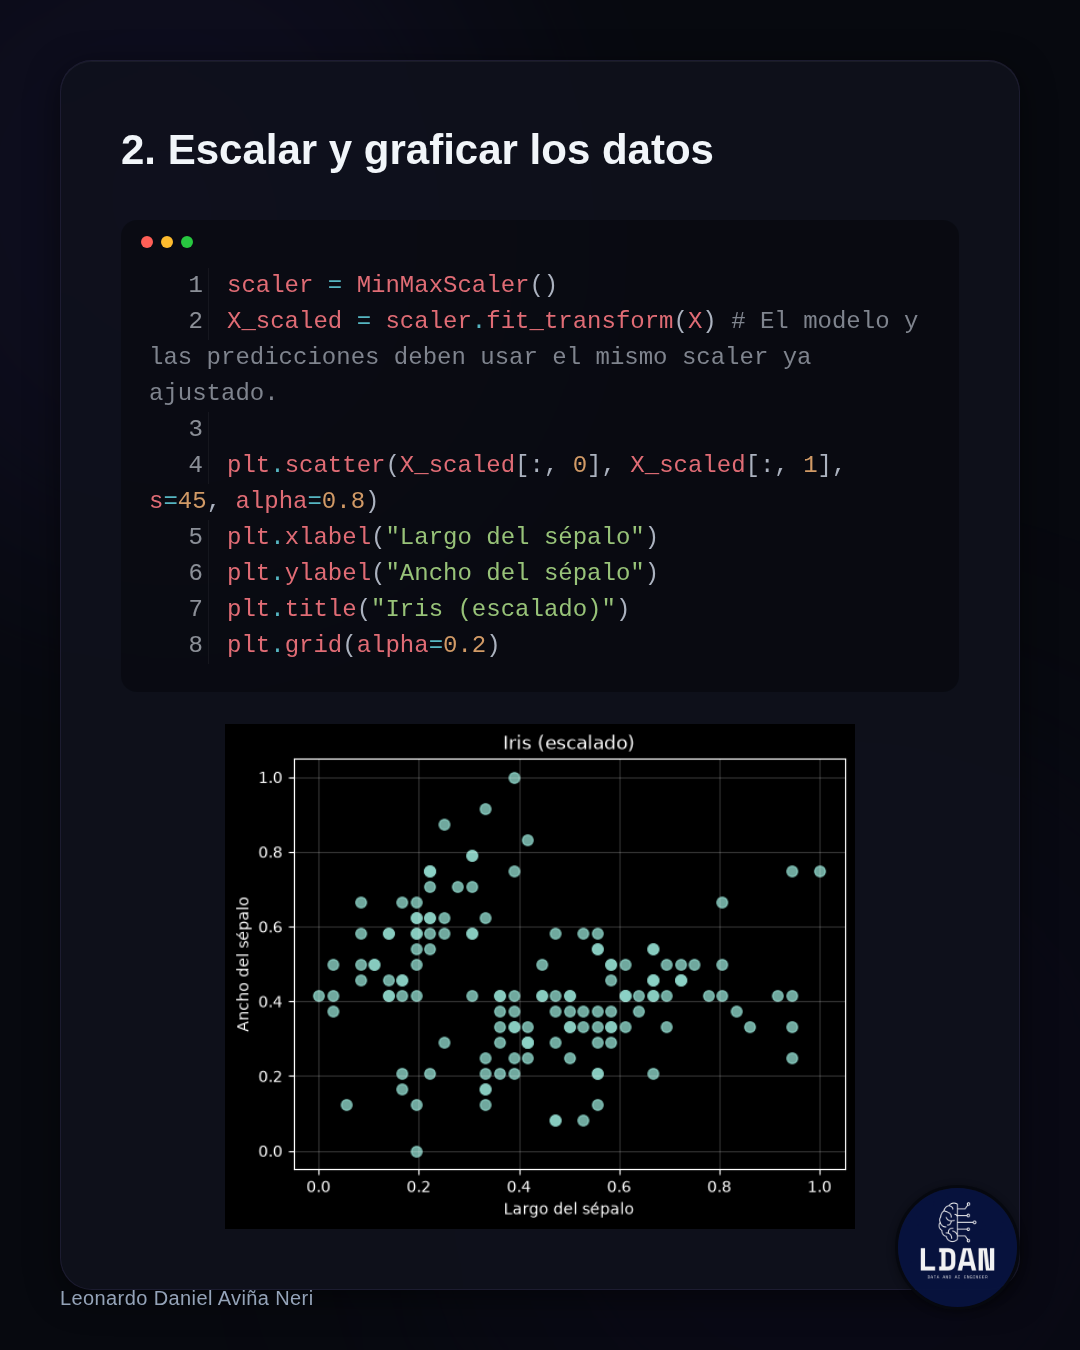 2. Escalar y graficar los datos
1 scaler = MinMaxScaler()
2 X_scaled = scaler.fit_transform(X) # El modelo y
las predicciones deben usar el mismo scaler ya
ajustado.
3
4 plt.scatter(X_scaled[:, 0], X_scaled[:, 1],
s=45, alpha=0.8)
5 plt.xlabel("Largo del sépalo")
6 plt.ylabel("Ancho del sépalo")
7 plt.title("Iris (escalado)")
8 plt.grid(alpha=0.2)
Iris (escalado)
1.0
0.8
0.6
0.4
0.2
0.0
Ancho del sépalo
0.0 0.2 0.4 0.6 0.8 1.0
Largo del sépalo
LDAN
DATA AND AI ENGINEER
Leonardo Daniel Aviña Neri